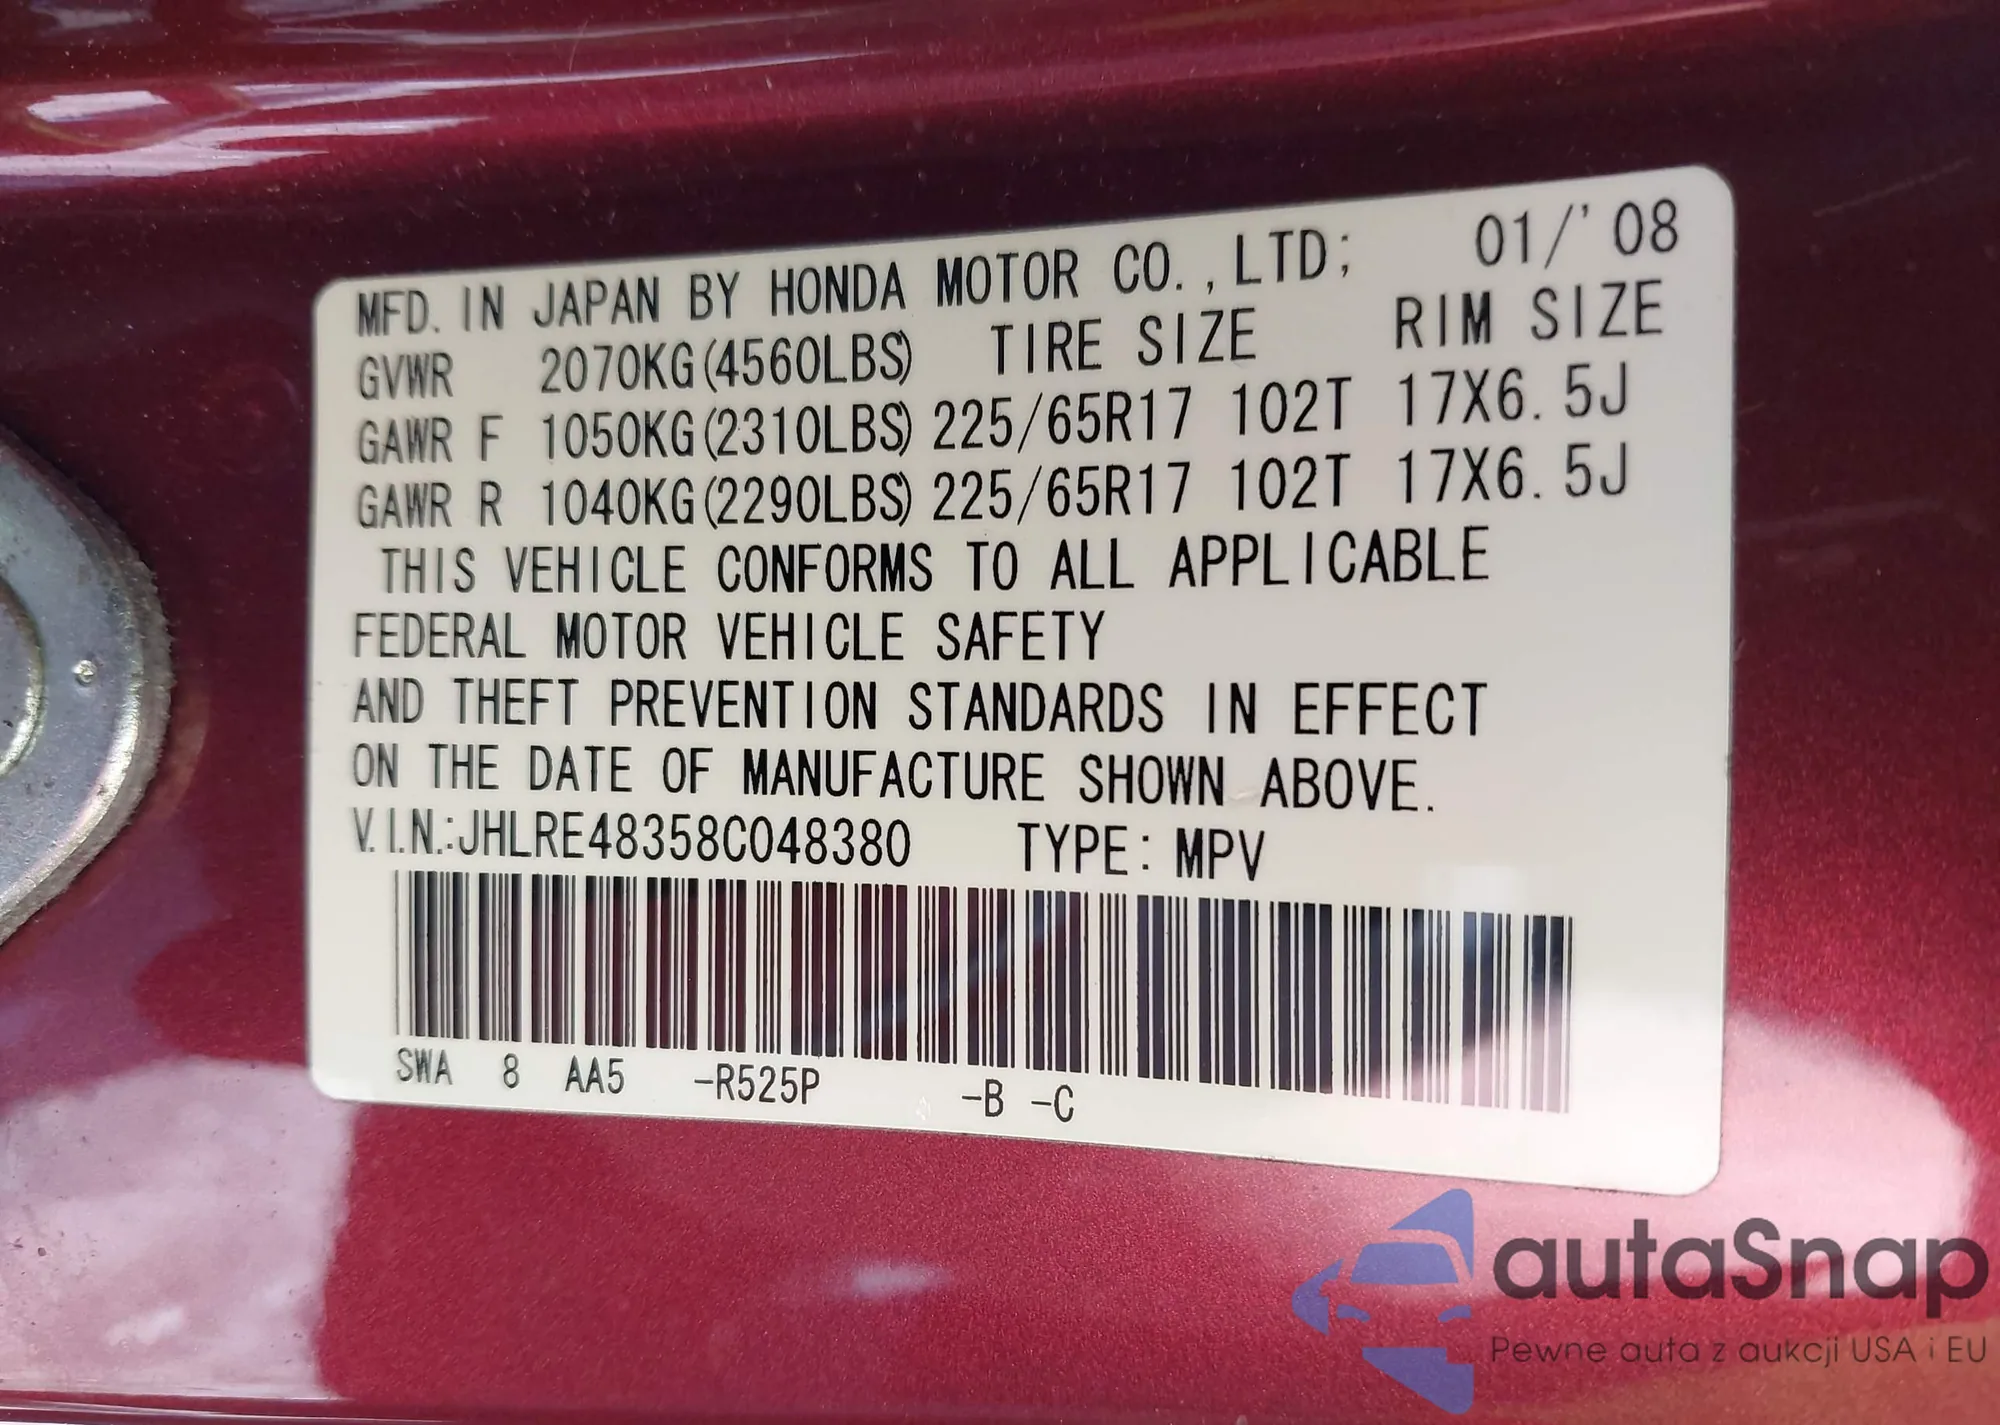 MFD. IN JAPAN BY HONDA MOTOR CO., LTD; 01/'08
GVWR 2070KG(4560LBS) TIRE SIZE RIM SIZE
GAWR F 1050KG(2310LBS) 225/65R17 102T 17X6.5J
GAWR R 1040KG(2290LBS) 225/65R17 102T 17X6.5J
THIS VEHICLE CONFORMS TO ALL APPLICABLE
FEDERAL MOTOR VEHICLE SAFETY
AND THEFT PREVENTION STANDARDS IN EFFECT
ON THE DATE OF MANUFACTURE SHOWN ABOVE.
V.I.N.:JHLRE48358C048380 TYPE: MPV
SWA 8 AA5 -R525P -B -C
autaSnap
Pewne auta z aukcji USA i EU